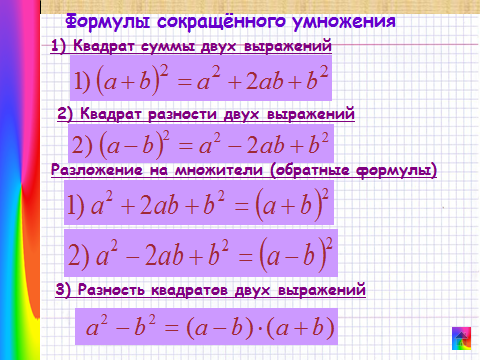 Формулы сокращённого умножения
1) Квадрат суммы двух выражений
1) (a + b)² = a² + 2ab + b²
2) Квадрат разности двух выражений
2) (a − b)² = a² − 2ab + b²
Разложение на множители (обратные формулы)
1) a² + 2ab + b² = (a + b)²
2) a² − 2ab + b² = (a − b)²
3) Разность квадратов двух выражений
a² − b² = (a − b)·(a + b)